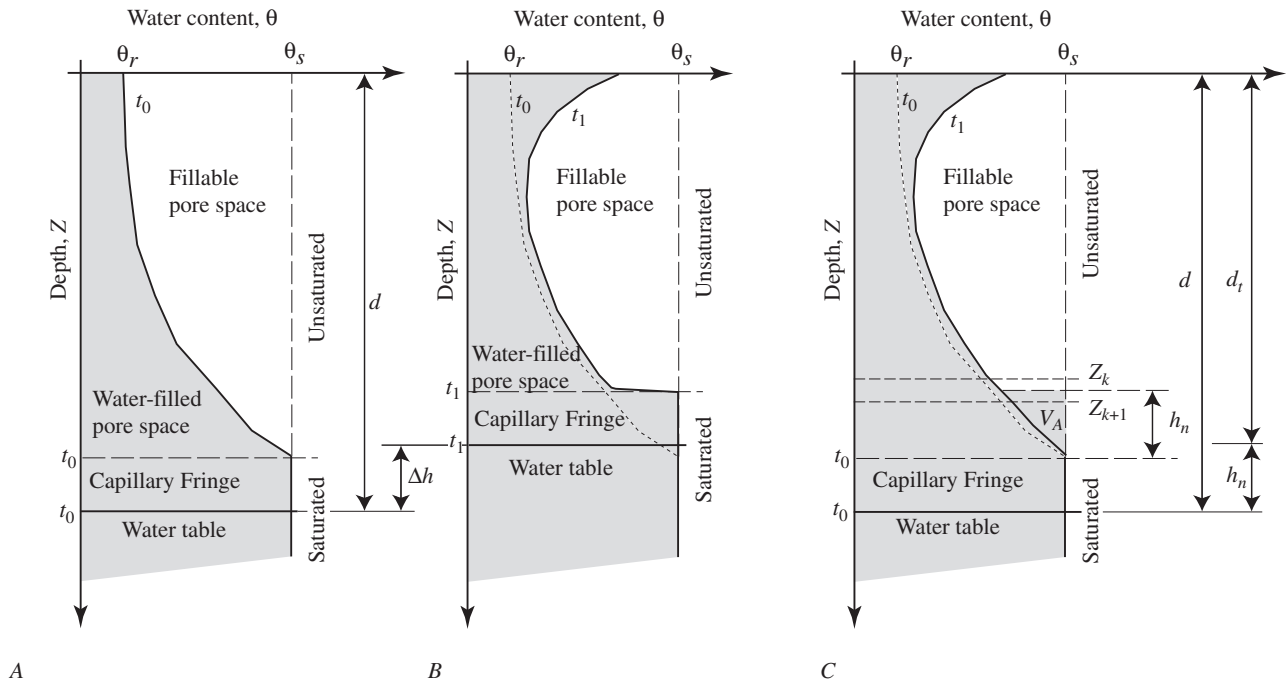 Water content, θ
θr θs
t0
Fillable
pore space
Depth, Z
Unsaturated
d
Water-filled
pore space
t0
Capillary Fringe
t0
Water table
Saturated
Δh
A
Water content, θ
θr θs
t0
t1
Fillable
pore space
Depth, Z
Unsaturated
Water-filled
pore space
t1
Capillary Fringe
t1
Water table
Saturated
B
Water content, θ
θr θs
t0
t1
Fillable
pore space
Depth, Z
Unsaturated
d
dt
Zk
Zk+1
VA
hn
t0
Capillary Fringe
hn
t0
Water table
Saturated
C